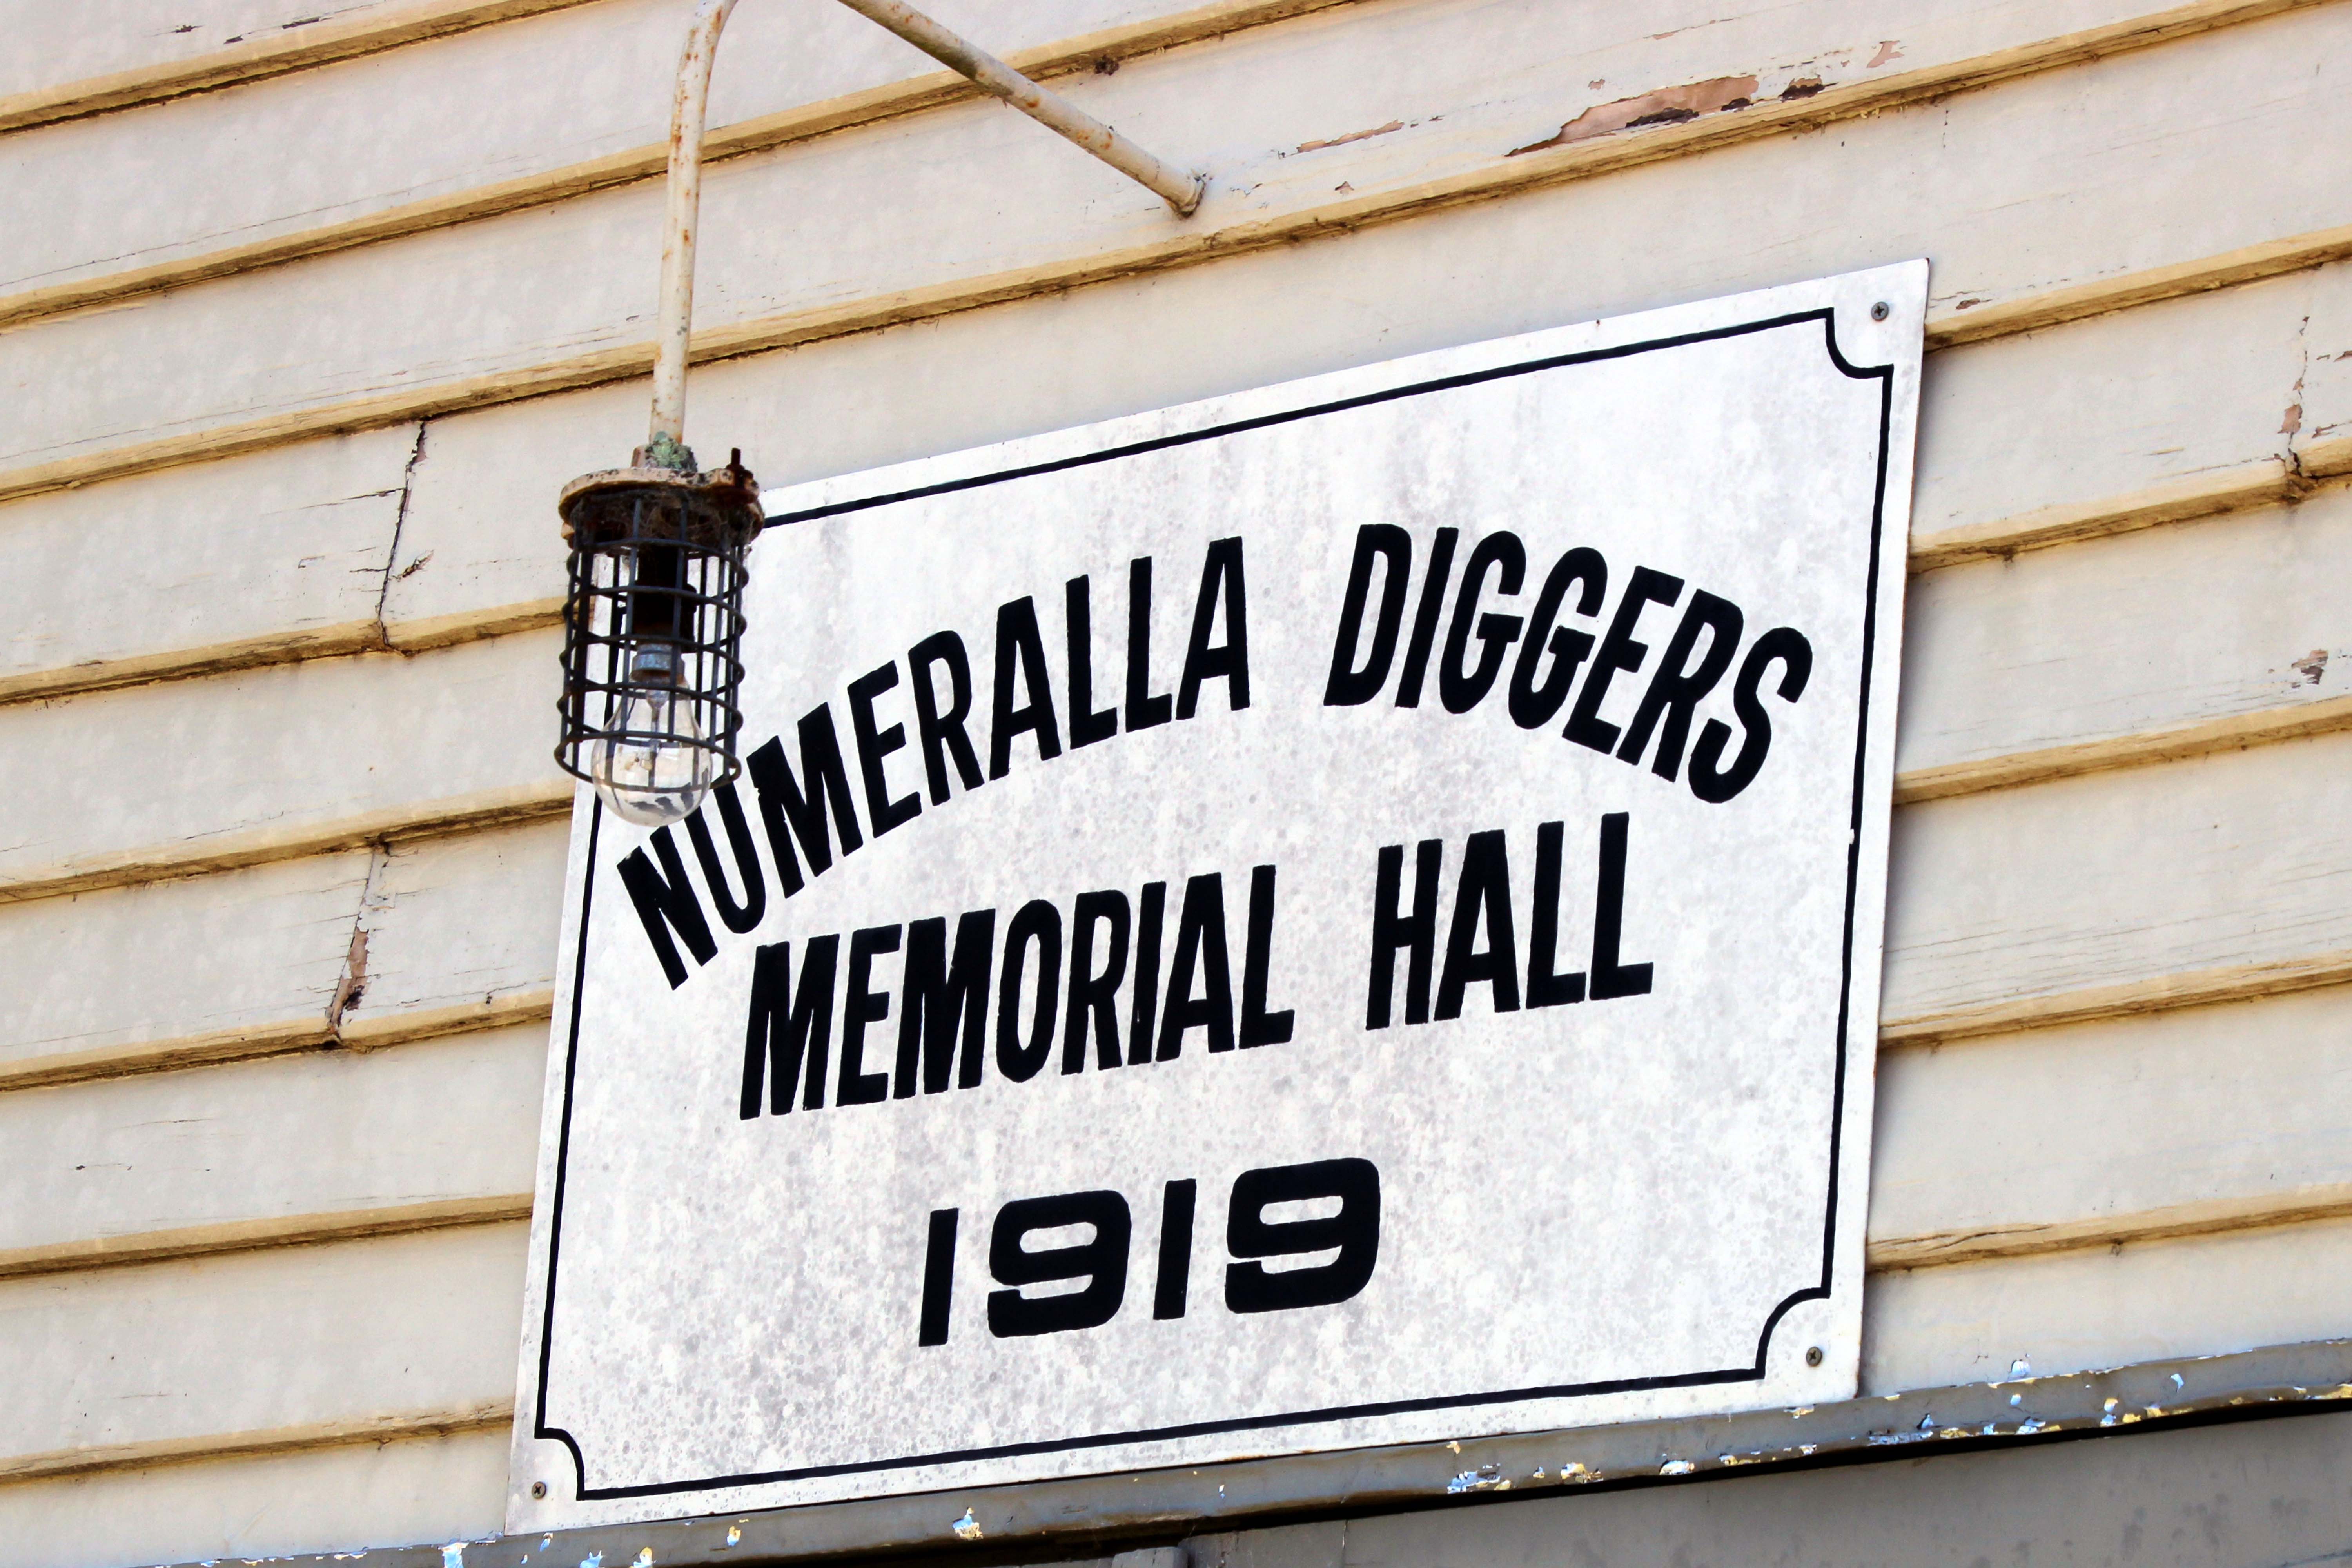 NUMERALLA DIGGERS
MEMORIAL HALL
1919